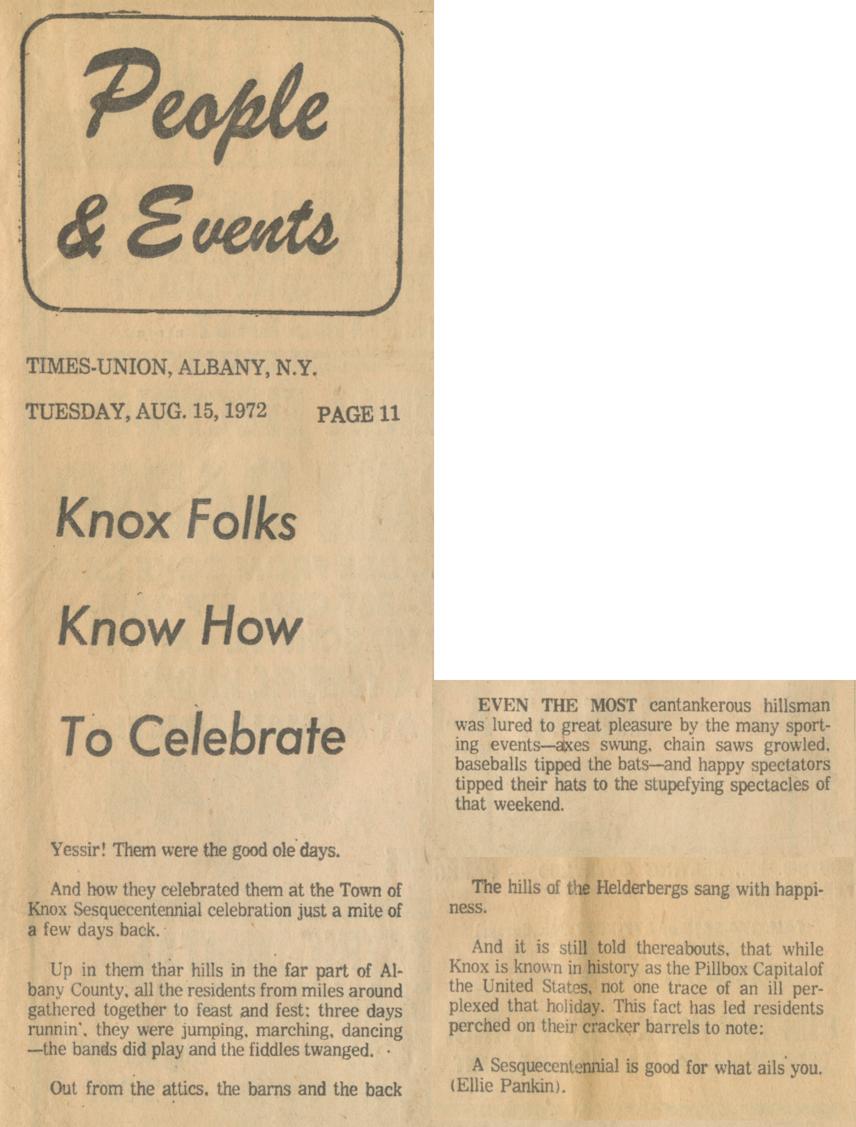 People
& Events
TIMES-UNION, ALBANY, N.Y.
TUESDAY, AUG. 15, 1972 PAGE 11
Knox Folks
Know How
To Celebrate
Yessir! Them were the good ole days.
And how they celebrated them at the Town of
Knox Sesquecentennial celebration just a mite of
a few days back.
Up in them thar hills in the far part of Al-
bany County, all the residents from miles around
gathered together to feast and fest; three days
runnin', they were jumping, marching, dancing
—the bands did play and the fiddles twanged.
Out from the attics, the barns and the back
EVEN THE MOST cantankerous hillsman
was lured to great pleasure by the many sport-
ing events—axes swung, chain saws growled,
baseballs tipped the bats—and happy spectators
tipped their hats to the stupefying spectacles of
that weekend.
The hills of the Helderbergs sang with happi-
ness.
And it is still told thereabouts, that while
Knox is known in history as the Pillbox Capitalof
the United States, not one trace of an ill per-
plexed that holiday. This fact has led residents
perched on their cracker barrels to note:
A Sesquecentennial is good for what ails you.
(Ellie Pankin).